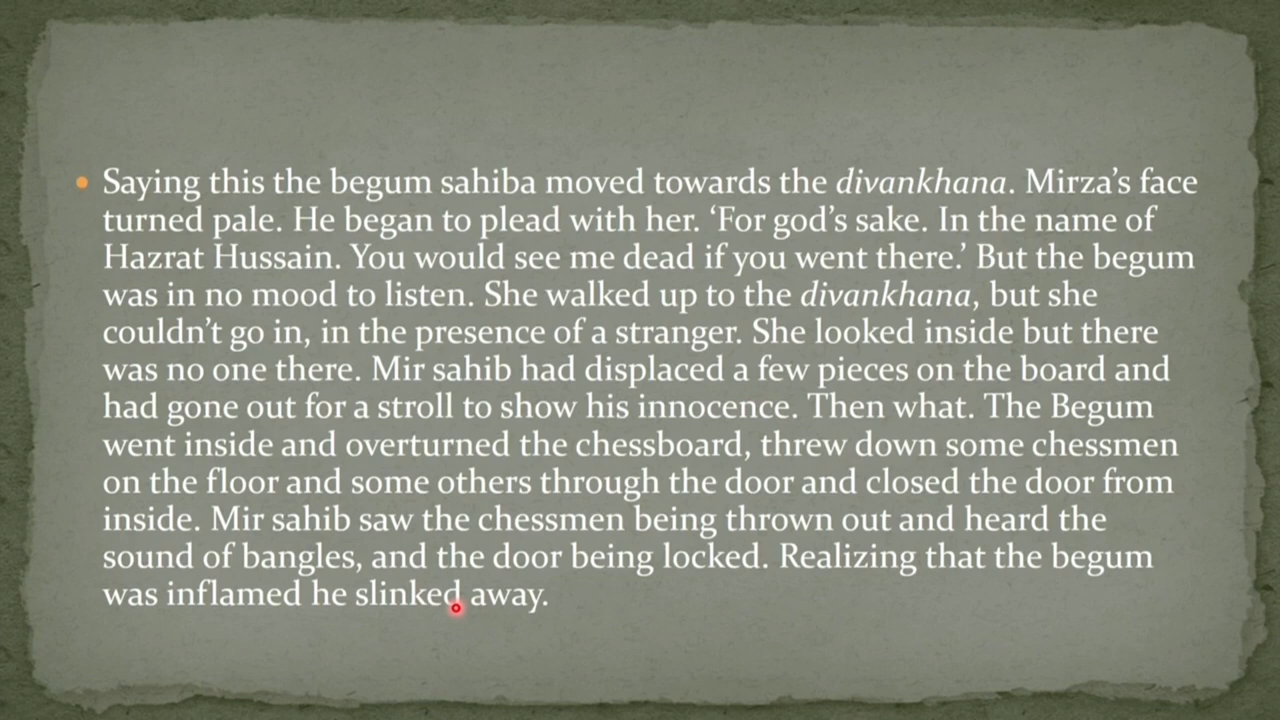 • Saying this the begum sahiba moved towards the divankhana. Mirza’s face
turned pale. He began to plead with her. ‘For god’s sake. In the name of
Hazrat Hussain. You would see me dead if you went there.’ But the begum
was in no mood to listen. She walked up to the divankhana, but she
couldn’t go in, in the presence of a stranger. She looked inside but there
was no one there. Mir sahib had displaced a few pieces on the board and
had gone out for a stroll to show his innocence. Then what. The Begum
went inside and overturned the chessboard, threw down some chessmen
on the floor and some others through the door and closed the door from
inside. Mir sahib saw the chessmen being thrown out and heard the
sound of bangles, and the door being locked. Realizing that the begum
was inflamed he slinked away.